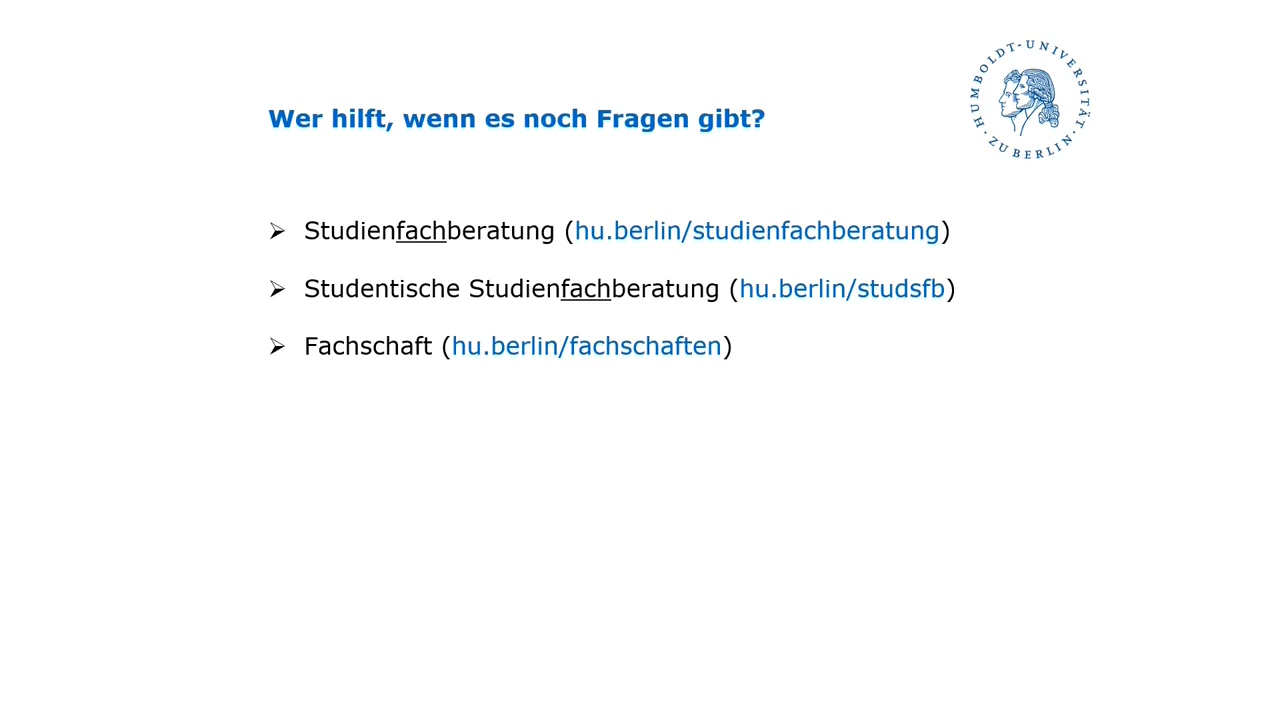 HUMBOLDT-UNIVERSITÄT · ZU BERLIN ·
Wer hilft, wenn es noch Fragen gibt?
➢ Studienfachberatung (hu.berlin/studienfachberatung)
➢ Studentische Studienfachberatung (hu.berlin/studsfb)
➢ Fachschaft (hu.berlin/fachschaften)